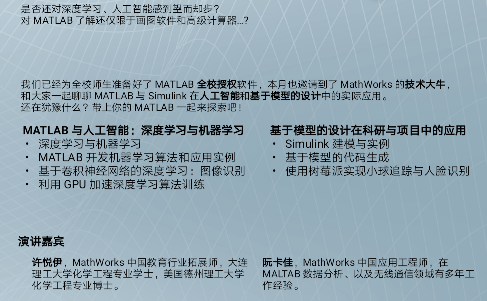 是否还对深度学习、人工智能感到望而却步?
对 MATLAB 了解还仅限于画图软件和高级计算器...?
我们已经为全校师生准备好了 MATLAB 全校授权软件，本月也邀请到了 MathWorks 的技术大牛，
和大家一起聊聊 MATLAB 与 Simulink 在人工智能和基于模型的设计中的实际应用。
还在犹豫什么？带上你的 MATLAB 一起来探索吧！
MATLAB 与人工智能：深度学习与机器学习
• 深度学习与机器学习
• MATLAB 开发机器学习算法和应用实例
• 基于卷积神经网络的深度学习：图像识别
• 利用 GPU 加速深度学习算法训练
基于模型的设计在科研与项目中的应用
• Simulink 建模与实例
• 基于模型的代码生成
• 使用树莓派实现小球追踪与人脸识别
演讲嘉宾
许悦伊，MathWorks 中国教育行业拓展师，大连
理工大学化学工程专业学士，美国德州理工大学
化学工程专业博士。
阮卡佳，MathWorks 中国应用工程师，在
MALTAB 数据分析、以及无线通信领域有多年工
作经验。